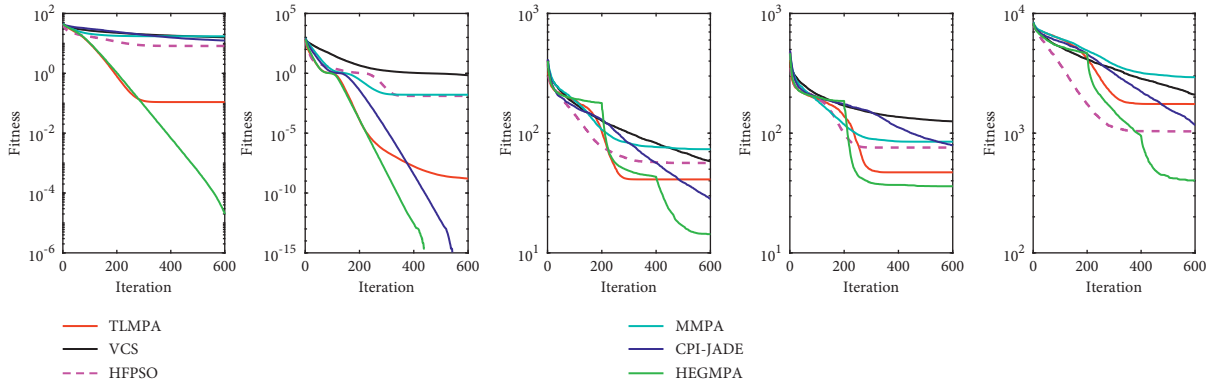 10^2
10^0
10^-2
10^-4
10^-6
Fitness
0 200 400 600
Iteration
10^5
10^0
10^-5
10^-10
10^-15
Fitness
0 200 400 600
Iteration
10^3
10^2
10^1
Fitness
0 200 400 600
Iteration
10^3
10^2
10^1
Fitness
0 200 400 600
Iteration
10^4
10^3
10^2
Fitness
0 200 400 600
Iteration
TLMPA
VCS
HFPSO
MMPA
CPI-JADE
HEGMPA